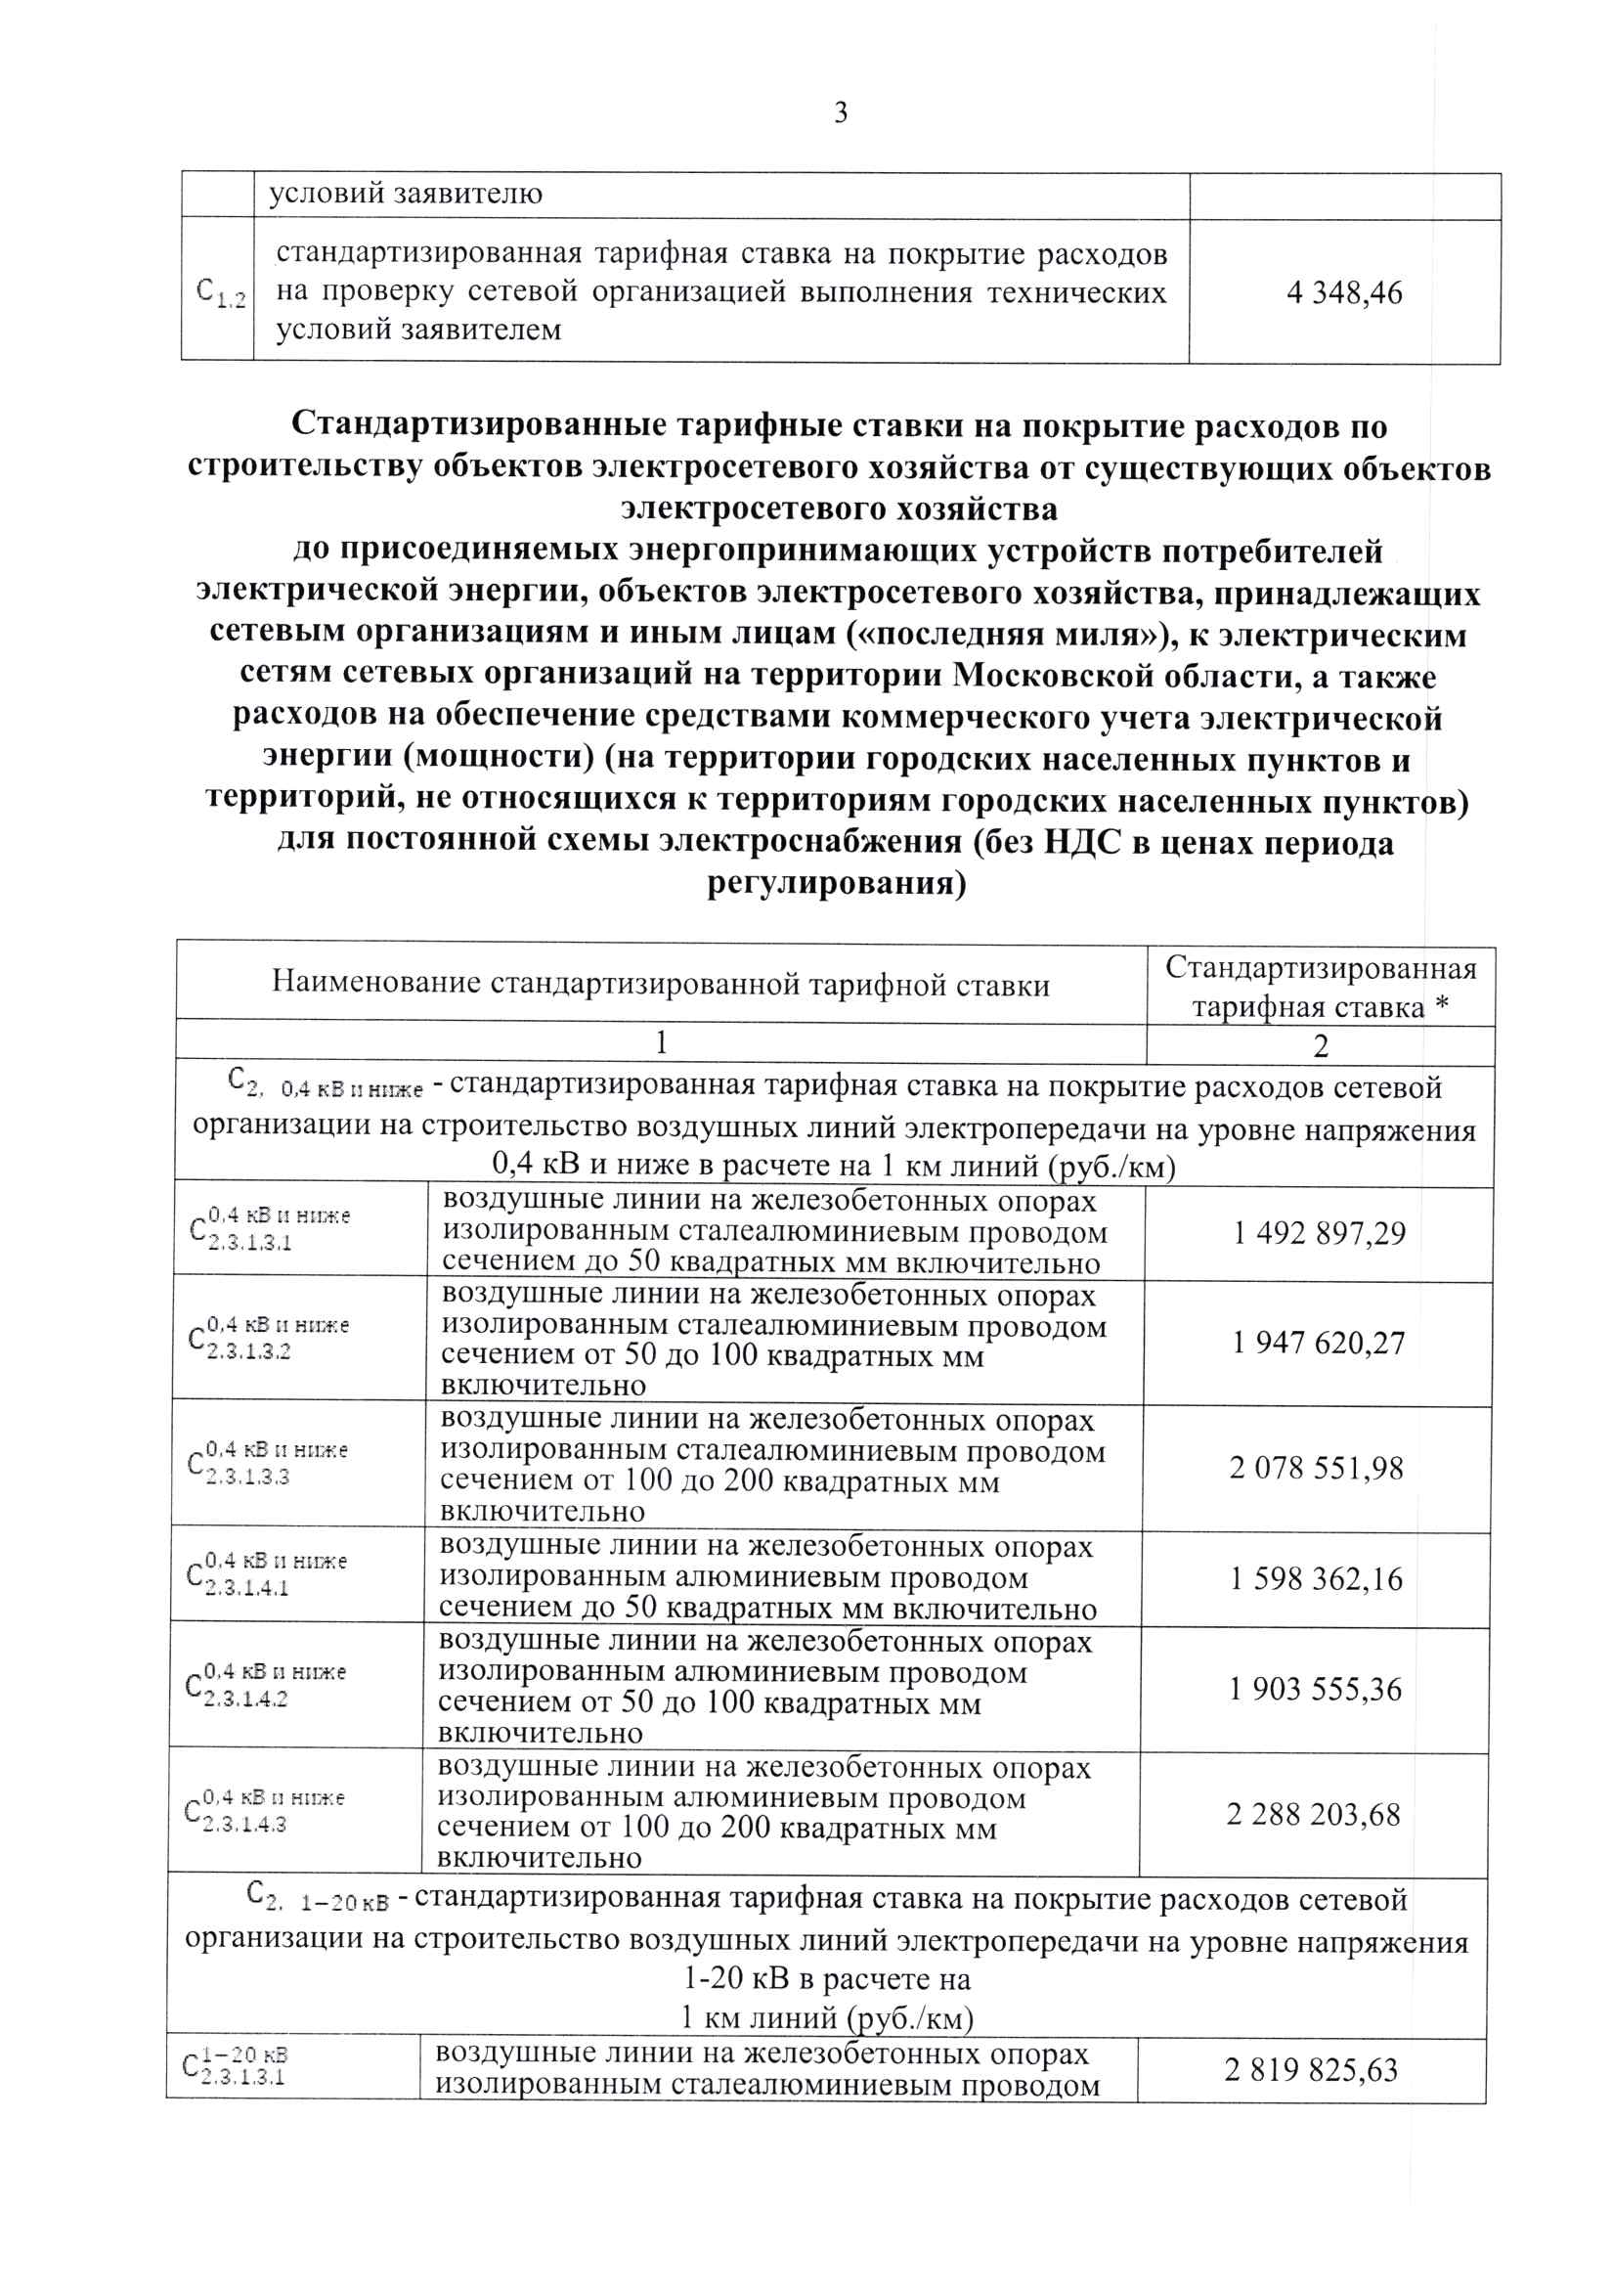 3
условий заявителю
стандартизированная тарифная ставка на покрытие расходов
C1.2 на проверку сетевой организацией выполнения технических 4 348,46
условий заявителем
Стандартизированные тарифные ставки на покрытие расходов по
строительству объектов электросетевого хозяйства от существующих объектов
электросетевого хозяйства
до присоединяемых энергопринимающих устройств потребителей
электрической энергии, объектов электросетевого хозяйства, принадлежащих
сетевым организациям и иным лицам («последняя миля»), к электрическим
сетям сетевых организаций на территории Московской области, а также
расходов на обеспечение средствами коммерческого учета электрической
энергии (мощности) (на территории городских населенных пунктов и
территорий, не относящихся к территориям городских населенных пунктов)
для постоянной схемы электроснабжения (без НДС в ценах периода
регулирования)
Наименование стандартизированной тарифной ставки
Стандартизированная
тарифная ставка *
1
2
C2, 0,4 кВ и ниже - стандартизированная тарифная ставка на покрытие расходов сетевой
организации на строительство воздушных линий электропередачи на уровне напряжения
0,4 кВ и ниже в расчете на 1 км линий (руб./км)
C 0,4 кВ и ниже
2.3.1.3.1
воздушные линии на железобетонных опорах
изолированным сталеалюминиевым проводом
сечением до 50 квадратных мм включительно
1 492 897,29
C 0,4 кВ и ниже
2.3.1.3.2
воздушные линии на железобетонных опорах
изолированным сталеалюминиевым проводом
сечением от 50 до 100 квадратных мм
включительно
1 947 620,27
C 0,4 кВ и ниже
2.3.1.3.3
воздушные линии на железобетонных опорах
изолированным сталеалюминиевым проводом
сечением от 100 до 200 квадратных мм
включительно
2 078 551,98
C 0,4 кВ и ниже
2.3.1.4.1
воздушные линии на железобетонных опорах
изолированным алюминиевым проводом
сечением до 50 квадратных мм включительно
1 598 362,16
C 0,4 кВ и ниже
2.3.1.4.2
воздушные линии на железобетонных опорах
изолированным алюминиевым проводом
сечением от 50 до 100 квадратных мм
включительно
1 903 555,36
C 0,4 кВ и ниже
2.3.1.4.3
воздушные линии на железобетонных опорах
изолированным алюминиевым проводом
сечением от 100 до 200 квадратных мм
включительно
2 288 203,68
C2, 1–20 кВ - стандартизированная тарифная ставка на покрытие расходов сетевой
организации на строительство воздушных линий электропередачи на уровне напряжения
1-20 кВ в расчете на
1 км линий (руб./км)
C 1–20 кВ
2.3.1.3.1
воздушные линии на железобетонных опорах
изолированным сталеалюминиевым проводом
2 819 825,63